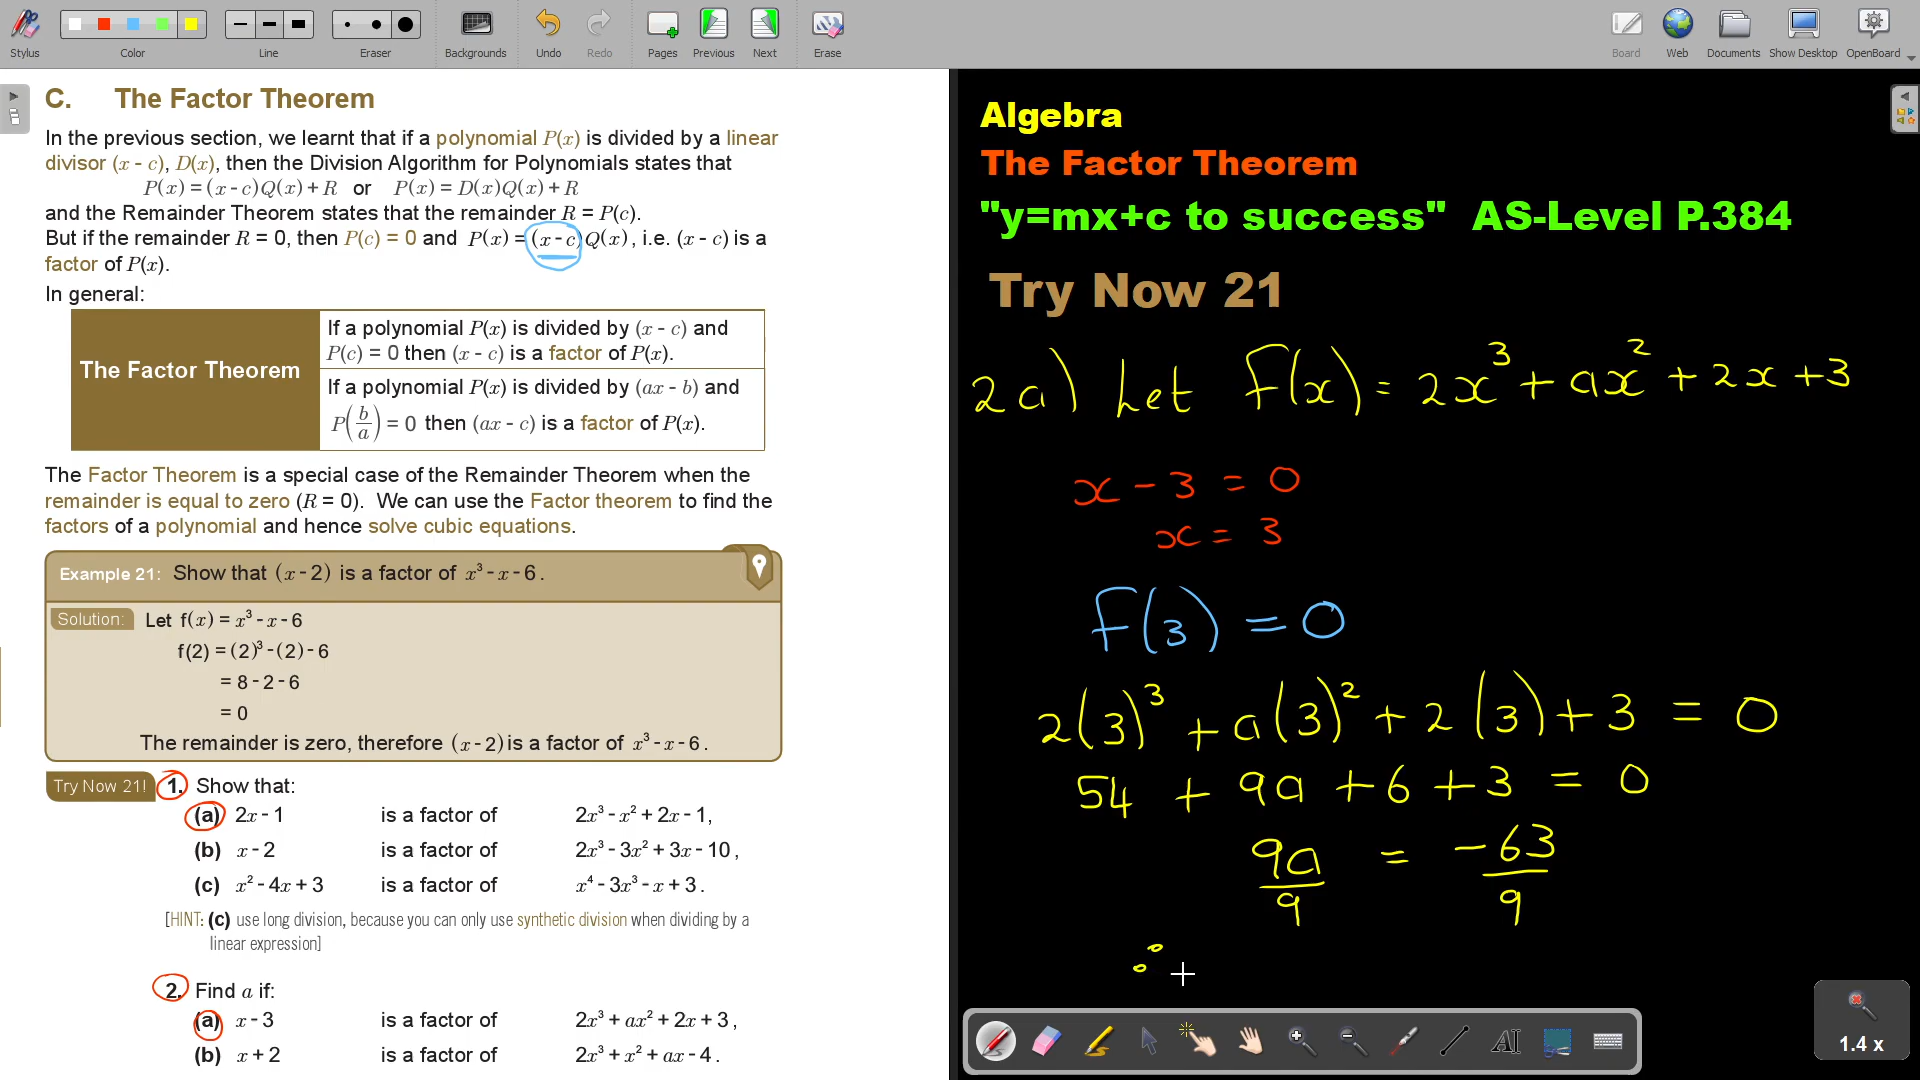 Stylus Color Line Eraser Backgrounds Undo Redo Pages Previous Next Erase Board Web Documents Show Desktop OpenBoard
C. The Factor Theorem
In the previous section, we learnt that if a polynomial P(x) is divided by a linear
divisor (x - c), D(x), then the Division Algorithm for Polynomials states that
P(x) = (x - c)Q(x) + R or P(x) = D(x)Q(x) + R
and the Remainder Theorem states that the remainder R = P(c).
But if the remainder R = 0, then P(c) = 0 and P(x) = (x - c)Q(x), i.e. (x - c) is a
factor of P(x).
In general:
The Factor Theorem
If a polynomial P(x) is divided by (x - c) and
P(c) = 0 then (x - c) is a factor of P(x).
If a polynomial P(x) is divided by (ax - b) and
P(b/a) = 0 then (ax - c) is a factor of P(x).
The Factor Theorem is a special case of the Remainder Theorem when the
remainder is equal to zero (R = 0). We can use the Factor theorem to find the
factors of a polynomial and hence solve cubic equations.
Example 21: Show that (x - 2) is a factor of x³ - x - 6.
Solution: Let f(x) = x³ - x - 6
f(2) = (2)³ - (2) - 6
= 8 - 2 - 6
= 0
The remainder is zero, therefore (x - 2) is a factor of x³ - x - 6.
Try Now 21! 1. Show that:
(a) 2x - 1 is a factor of 2x³ - x² + 2x - 1,
(b) x - 2 is a factor of 2x³ - 3x² + 3x - 10,
(c) x² - 4x + 3 is a factor of x⁴ - 3x³ - x + 3.
[HINT: (c) use long division, because you can only use synthetic division when dividing by a
linear expression]
2. Find a if:
(a) x - 3 is a factor of 2x³ + ax² + 2x + 3,
(b) x + 2 is a factor of 2x³ + x² + ax - 4.
Algebra
The Factor Theorem
"y=mx+c to success" AS-Level P.384
Try Now 21
2a) Let f(x) = 2x³ + ax² + 2x + 3
x - 3 = 0
x = 3
f(3) = 0
2(3)³ + a(3)² + 2(3) + 3 = 0
54 + 9a + 6 + 3 = 0
9a/9 = -63/9
1.4 x